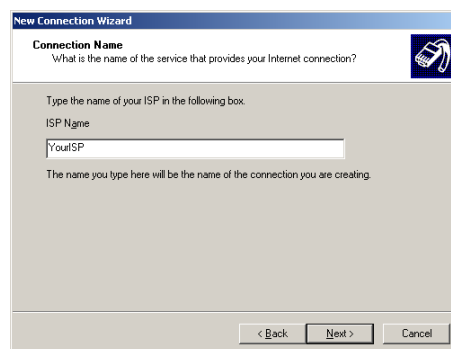 New Connection Wizard
Connection Name
What is the name of the service that provides your Internet connection?
Type the name of your ISP in the following box.
ISP Name
YourISP
The name you type here will be the name of the connection you are creating.
< Back
Next >
Cancel